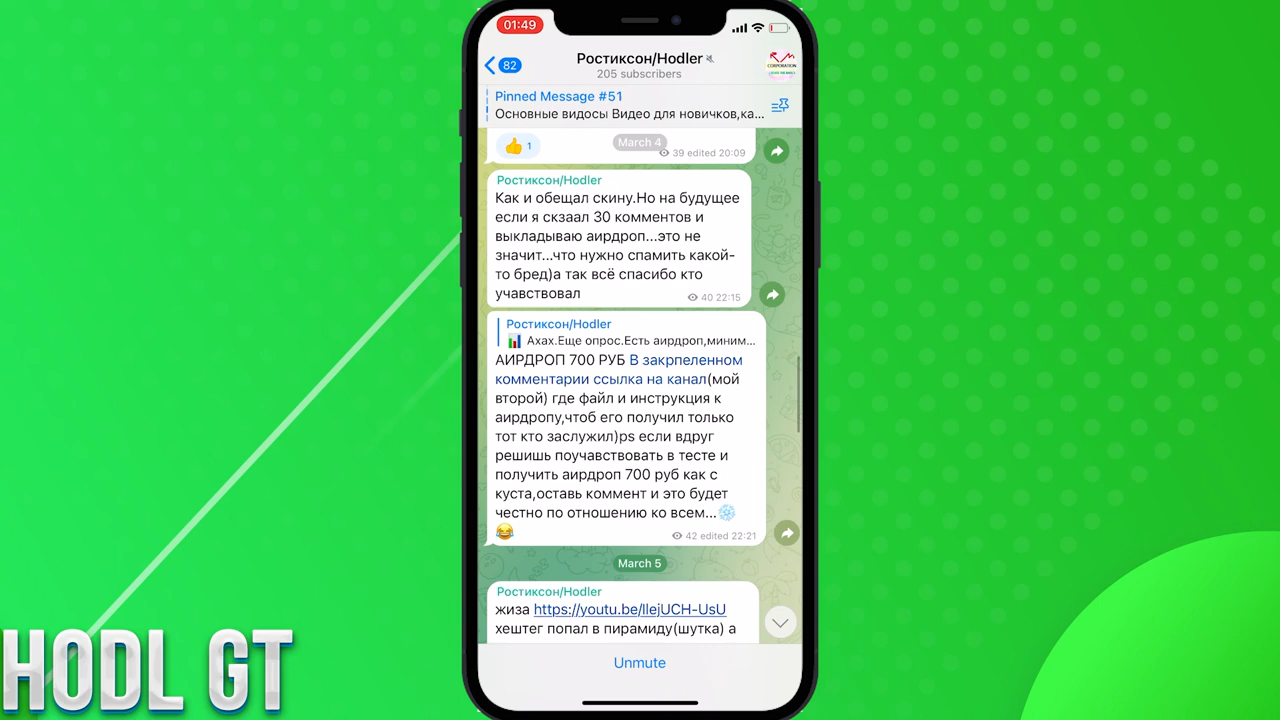 01:49
82
Ростиксон/Hodler
205 subscribers
CORPORATION
Pinned Message #51
Основные видосы Видео для новичков,ка...
👍 1
March 4
39 edited 20:09
Ростиксон/Hodler
Как и обещал скину.Но на будущее
если я скзаал 30 комментов и
выкладываю аирдроп...это не
значит...что нужно спамить какой-
то бред)а так всё спасибо кто
учавствовал
40 22:15
Ростиксон/Hodler
Ахах.Еще опрос.Есть аирдроп,миним...
АИРДРОП 700 РУБ В закрпеленном
комментарии ссылка на канал(мой
второй) где файл и инструкция к
аирдропу,чтоб его получил только
тот кто заслужил)ps если вдруг
решишь поучавствовать в тесте и
получить аирдроп 700 руб как с
куста,оставь коммент и это будет
честно по отношению ко всем...❄️
😂
42 edited 22:21
March 5
Ростиксон/Hodler
жиза https://youtu.be/llejUCH-UsU
хештег попал в пирамиду(шутка) а
Unmute
HODL GT